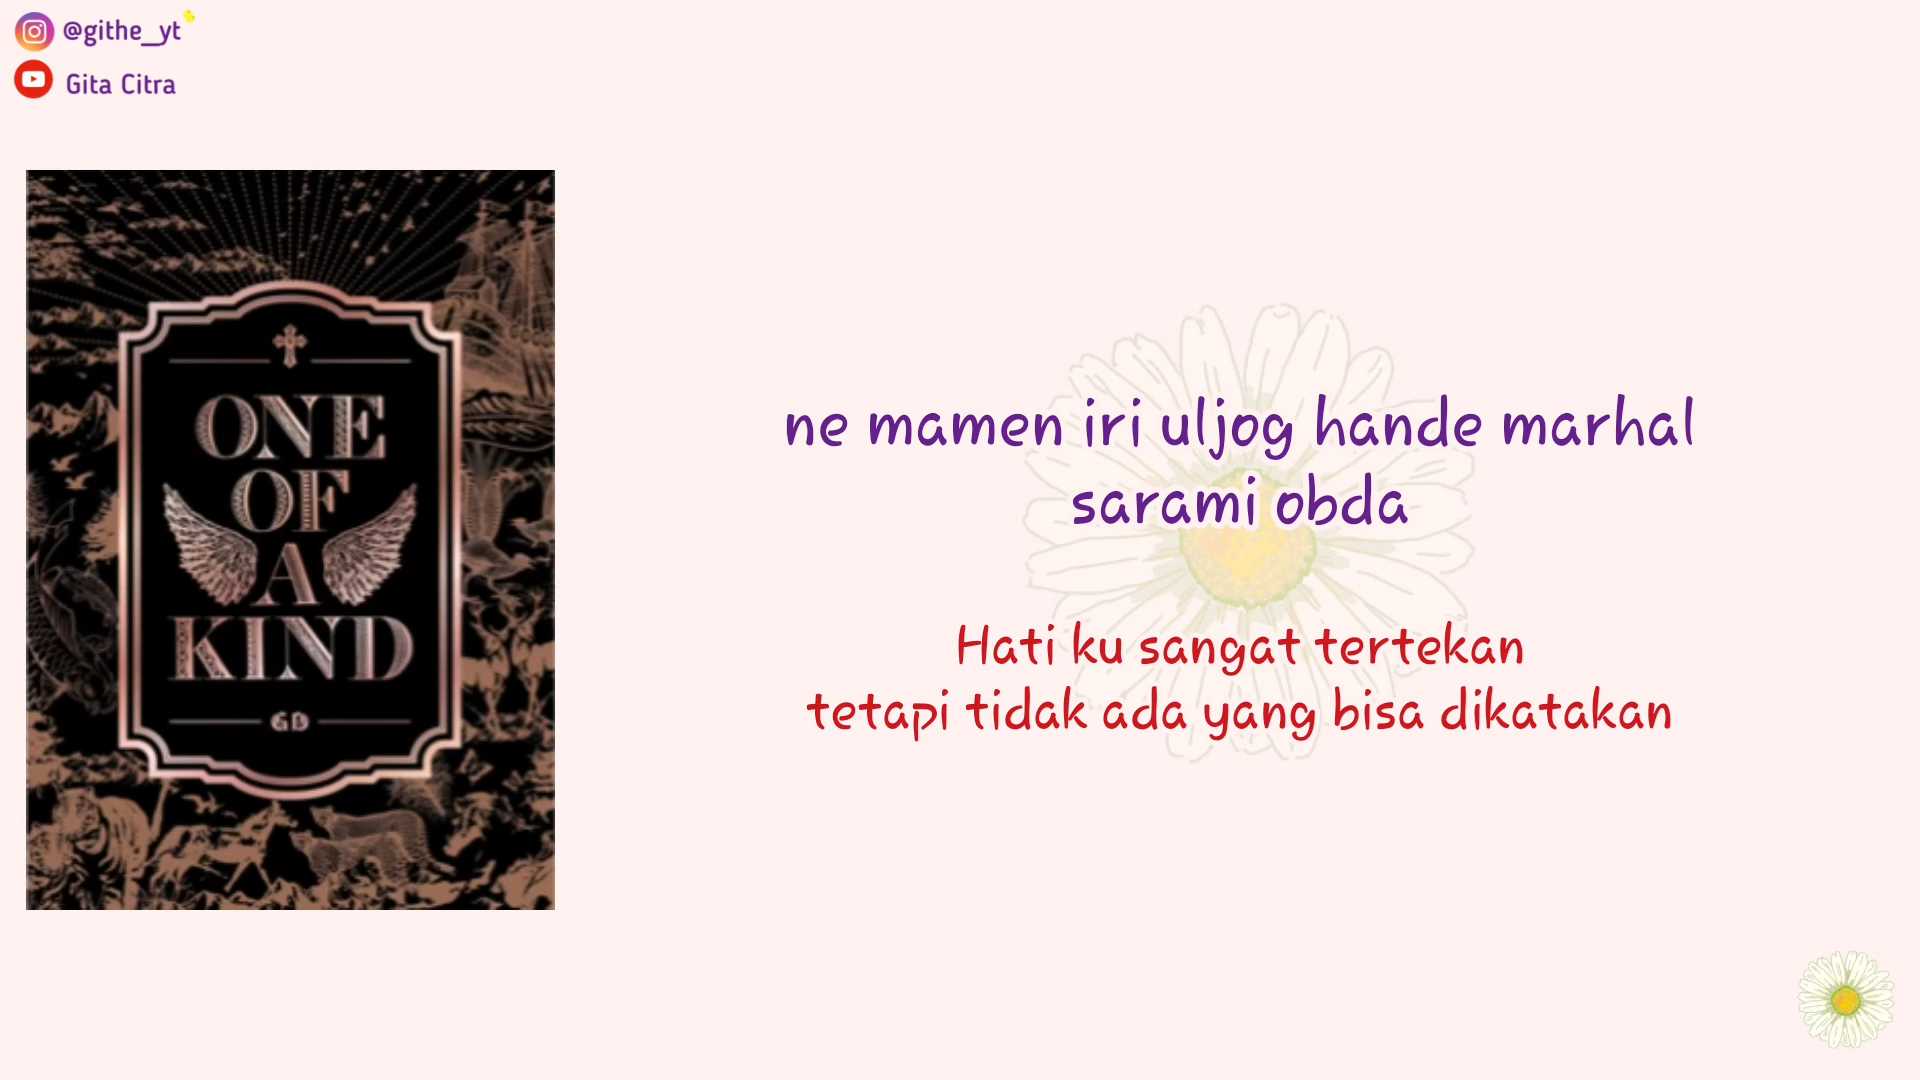 @githe_yt
Gita Citra
ONE
OF
A
KIND
GD
ne mamen iri uljog hande marhal
sarami obda
Hati ku sangat tertekan
tetapi tidak ada yang bisa dikatakan